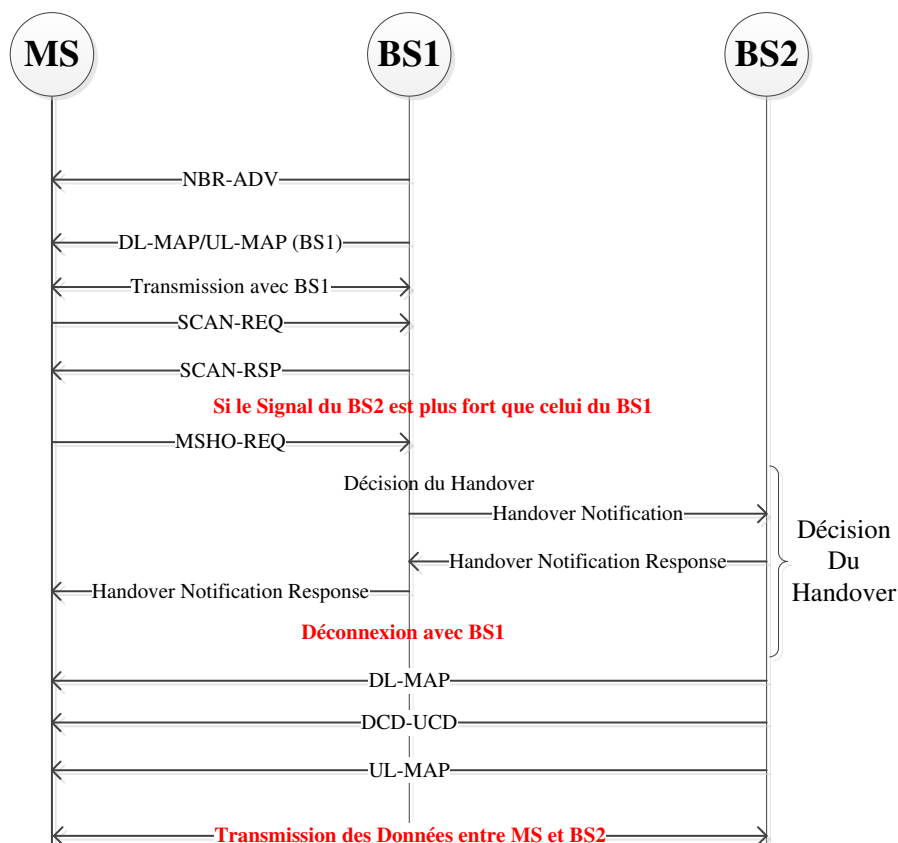 MS
BS1
BS2
NBR-ADV
DL-MAP/UL-MAP (BS1)
Transmission avec BS1
SCAN-REQ
SCAN-RSP
Si le Signal du BS2 est plus fort que celui du BS1
MSHO-REQ
Décision du Handover
Handover Notification
Handover Notification Response
Handover Notification Response
Décision
Du
Handover
Déconnexion avec BS1
DL-MAP
DCD-UCD
UL-MAP
Transmission des Données entre MS et BS2